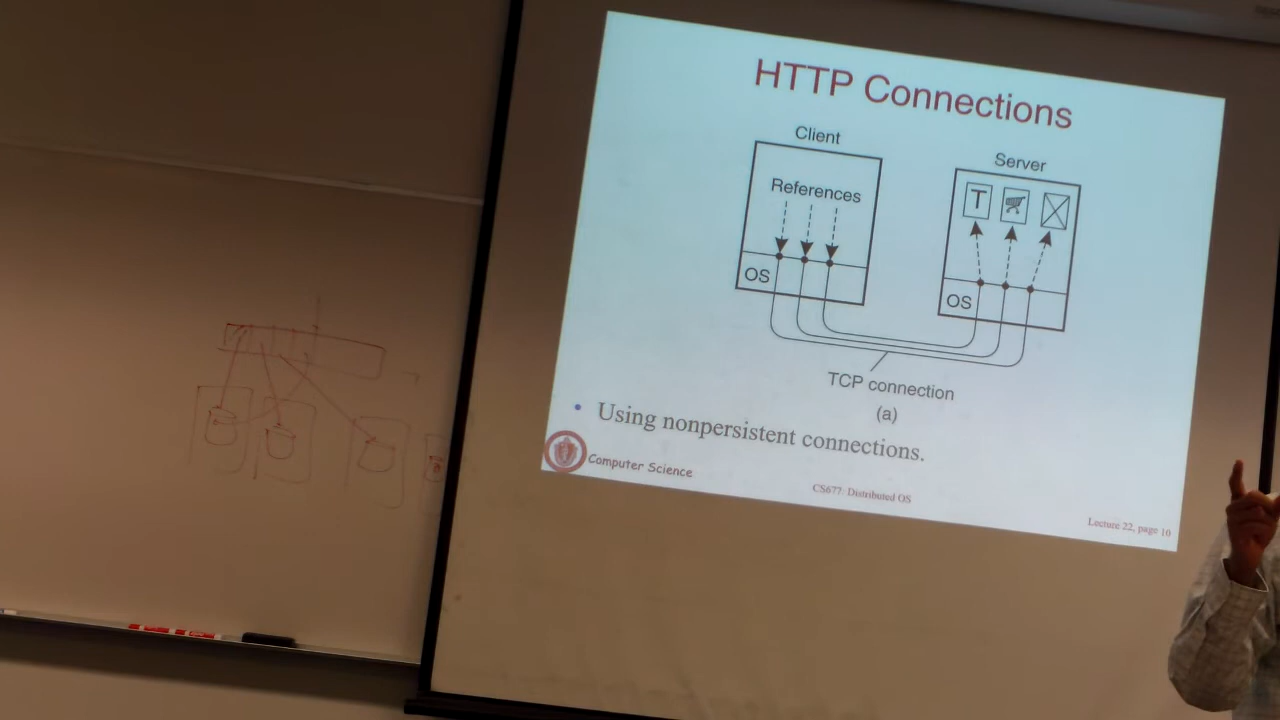 HTTP Connections
Client
Server
References
T
OS
OS
TCP connection
(a)
• Using nonpersistent connections.
Computer Science
CS677: Distributed OS
Lecture 22, page 10